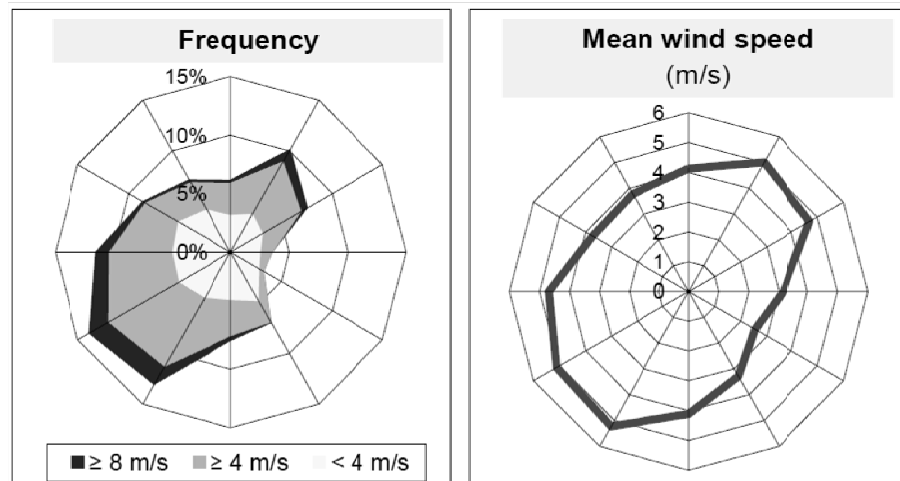 Frequency
15%
10%
5%
0%
≥ 8 m/s ≥ 4 m/s < 4 m/s
Mean wind speed
(m/s)
6
5
4
3
2
1
0